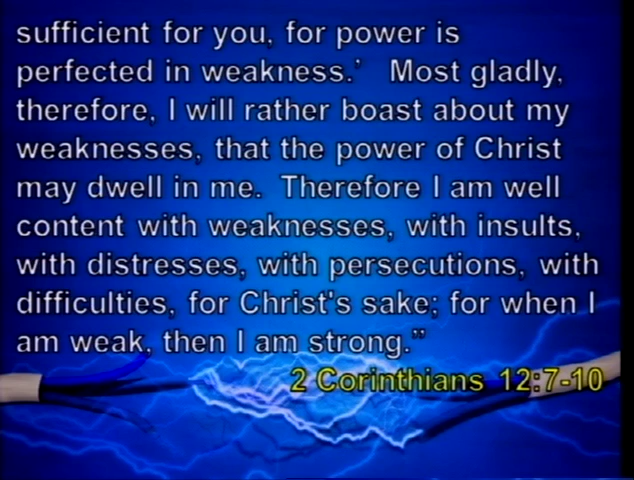 sufficient for you, for power is
perfected in weakness.' Most gladly,
therefore, I will rather boast about my
weaknesses, that the power of Christ
may dwell in me. Therefore I am well
content with weaknesses, with insults,
with distresses, with persecutions, with
difficulties, for Christ's sake; for when I
am weak, then I am strong.”
2 Corinthians 12:7-10